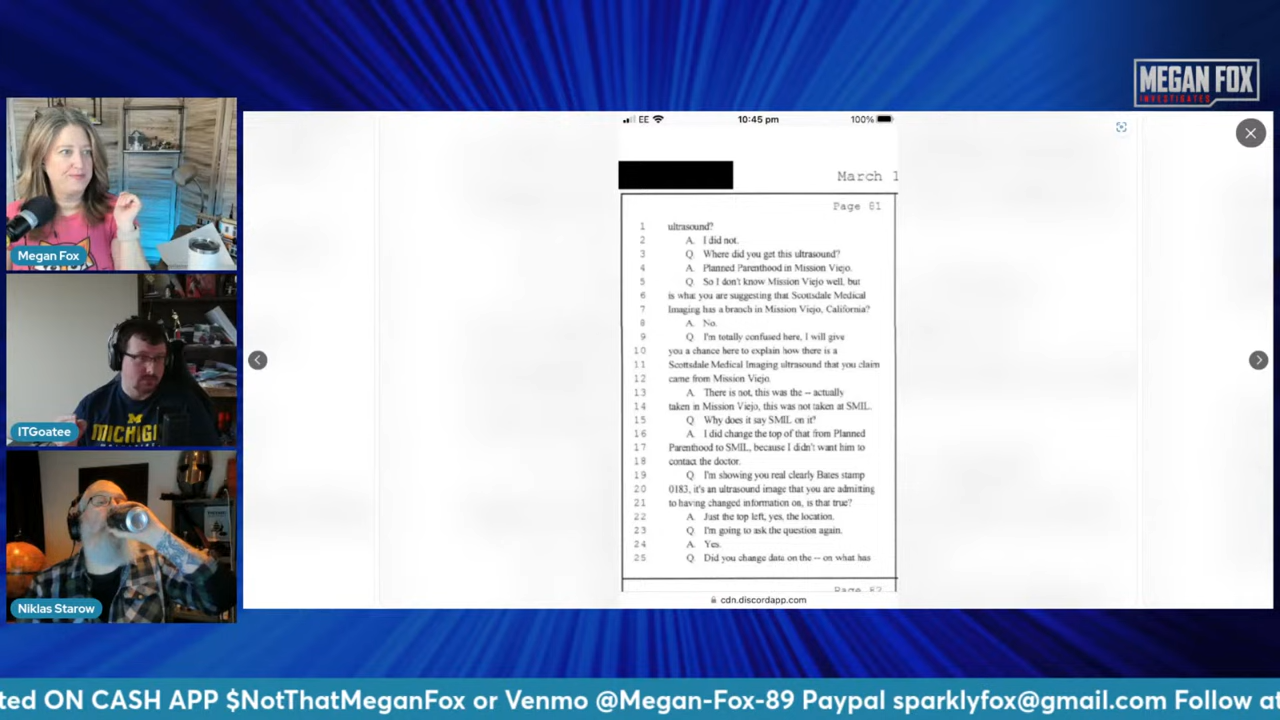 MEGAN FOX
INVESTIGATES
EE 10:45 pm 100%
March 1
Page 81
1 ultrasound?
2 A. I did not.
3 Q. Where did you get this ultrasound?
4 A. Planned Parenthood in Mission Viejo.
5 Q. So I don't know Mission Viejo well, but
6 is what you are suggesting that Scottsdale Medical
7 Imaging has a branch in Mission Viejo, California?
8 A. No.
9 Q. I'm totally confused here, I will give
10 you a chance here to explain how there is a
11 Scottsdale Medical Imaging ultrasound that you claim
12 came from Mission Viejo.
13 A. There is not, this was the -- actually
14 taken in Mission Viejo, this was not taken at SMIL.
15 Q. Why does it say SMIL on it?
16 A. I did change the top of that from Planned
17 Parenthood to SMIL, because I didn't want him to
18 contact the doctor.
19 Q. I'm showing you real clearly Bates stamp
20 0183, it's an ultrasound image that you are admitting
21 to having changed information on, is that true?
22 A. Just the top left, yes, the location.
23 Q. I'm going to ask the question again.
24 A. Yes.
25 Q. Did you change data on the -- on what has
Page 82
cdn.discordapp.com
Megan Fox
ITGoatee
MICHIG
Niklas Starow
ted ON CASH APP $NotThatMeganFox or Venmo @Megan-Fox-89 Paypal sparklyfox@gmail.com Follow at